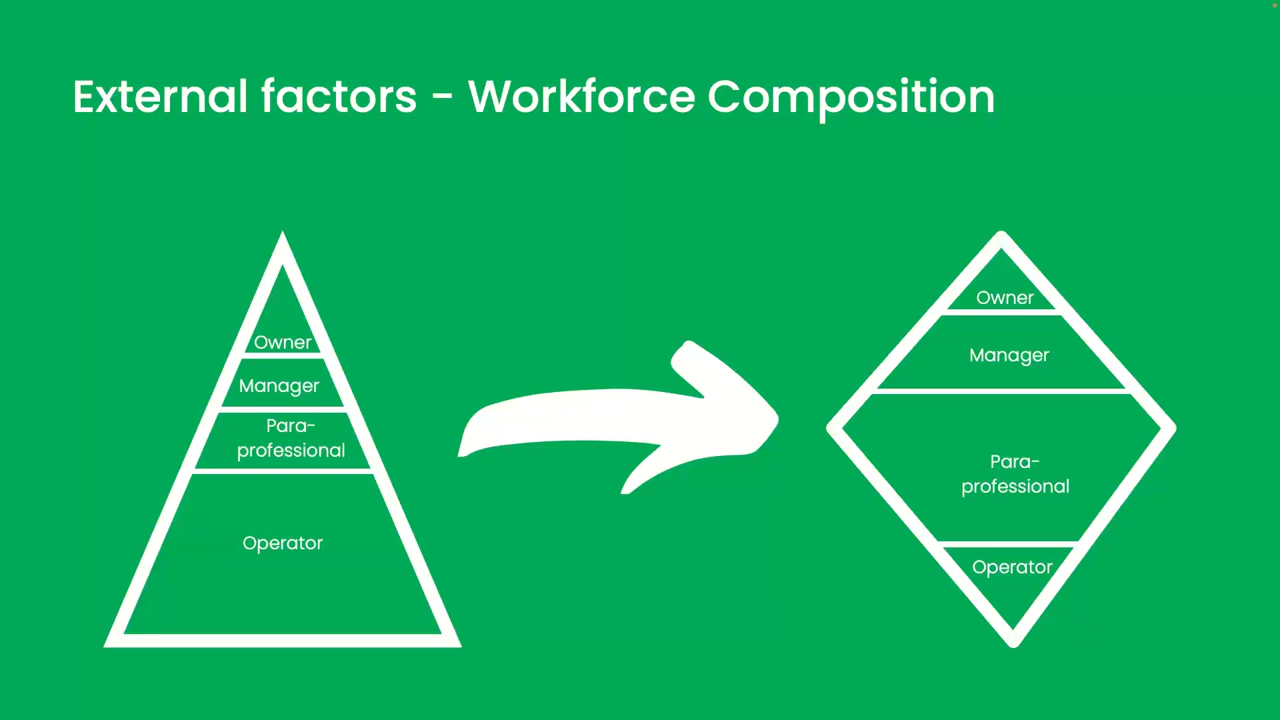 External factors - Workforce Composition
Owner
Manager
Para-
professional
Operator
Owner
Manager
Para-
professional
Operator